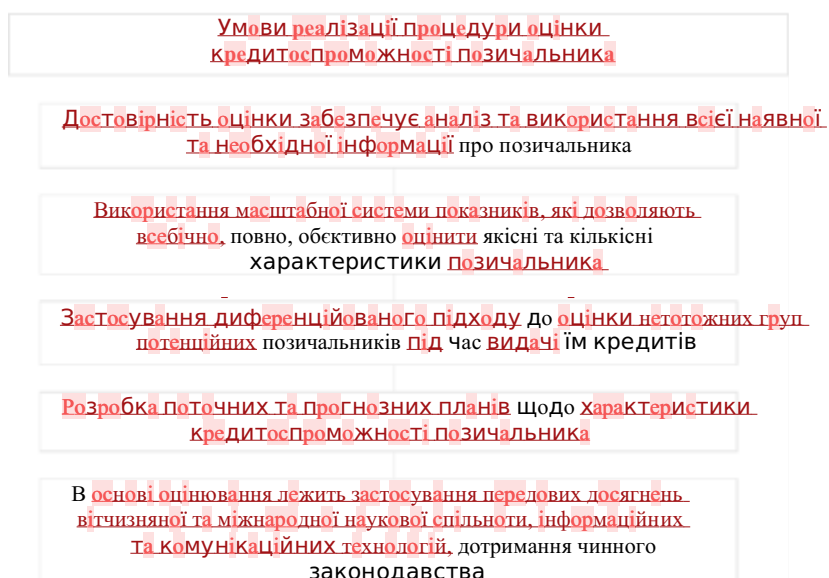 Умови реалізації процедури оцінки
кредитоспроможності позичальника
Достовірність оцінки забезпечує аналіз та використання всієї наявної
та необхідної інформації про позичальника
Використання масштабної системи показників, які дозволяють
всебічно, повно, обєктивно оцінити якісні та кількісні
характеристики позичальника
Застосування диференційованого підходу до оцінки нетотожних груп
потенційних позичальників під час видачі їм кредитів
Розробка поточних та прогнозних планів щодо характеристики
кредитоспроможності позичальника
В основі оцінювання лежить застосування передових досягнень
вітчизняної та міжнародної наукової спільноти, інформаційних
та комунікаційних технологій, дотримання чинного
законодавства